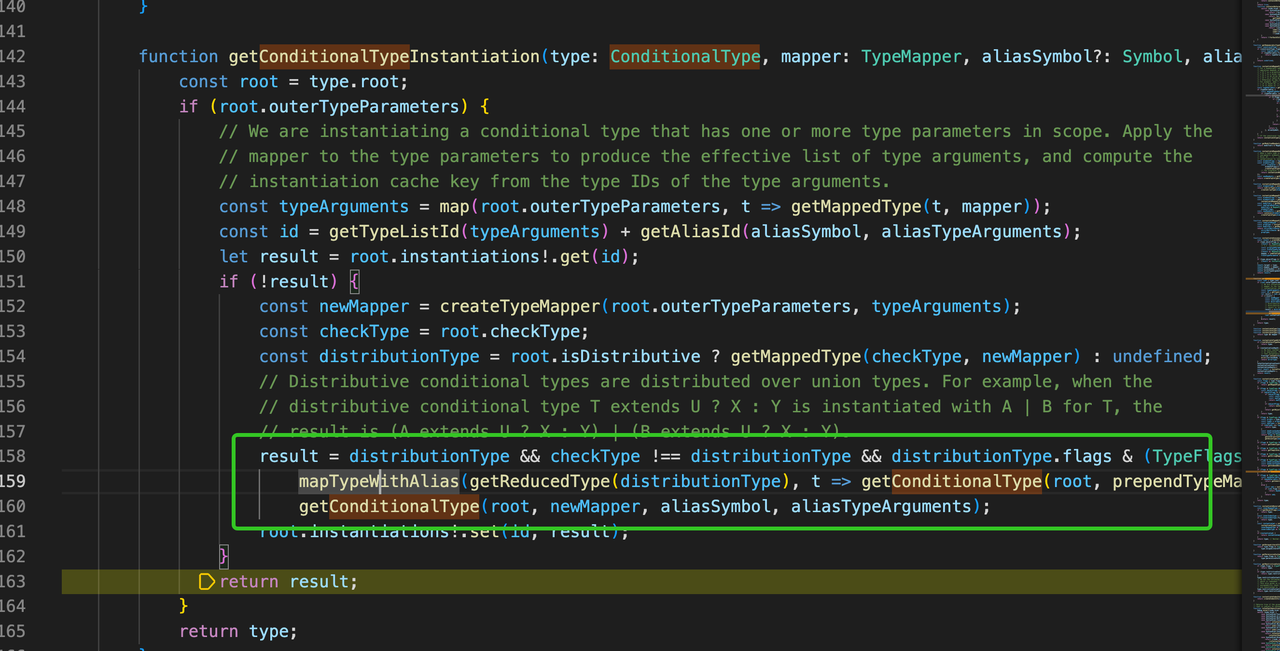 140 }
141
142 function getConditionalTypeInstantiation(type: ConditionalType, mapper: TypeMapper, aliasSymbol?: Symbol, alia
143 const root = type.root;
144 if (root.outerTypeParameters) {
145 // We are instantiating a conditional type that has one or more type parameters in scope. Apply the
146 // mapper to the type parameters to produce the effective list of type arguments, and compute the
147 // instantiation cache key from the type IDs of the type arguments.
148 const typeArguments = map(root.outerTypeParameters, t => getMappedType(t, mapper));
149 const id = getTypeListId(typeArguments) + getAliasId(aliasSymbol, aliasTypeArguments);
150 let result = root.instantiations!.get(id);
151 if (!result) {
152 const newMapper = createTypeMapper(root.outerTypeParameters, typeArguments);
153 const checkType = root.checkType;
154 const distributionType = root.isDistributive ? getMappedType(checkType, newMapper) : undefined;
155 // Distributive conditional types are distributed over union types. For example, when the
156 // distributive conditional type T extends U ? X : Y is instantiated with A | B for T, the
157 // result is (A extends U ? X : Y) | (B extends U ? X : Y).
158 result = distributionType && checkType !== distributionType && distributionType.flags & (TypeFlags
159 mapTypeWithAlias(getReducedType(distributionType), t => getConditionalType(root, prependTypeMa
160 getConditionalType(root, newMapper, aliasSymbol, aliasTypeArguments);
161 root.instantiations!.set(id, result);
162 }
163 return result;
164 }
165 return type;